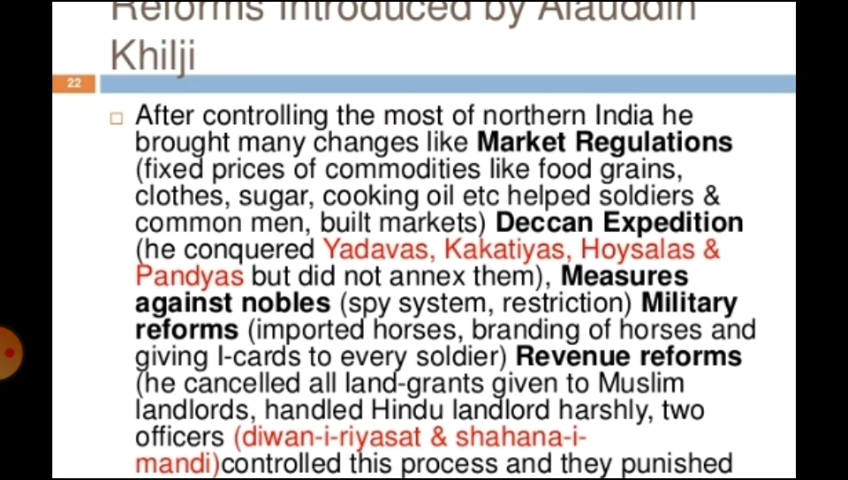 Reforms Introduced by Alauddin
Khilji
22
After controlling the most of northern India he
brought many changes like Market Regulations
(fixed prices of commodities like food grains,
clothes, sugar, cooking oil etc helped soldiers &
common men, built markets) Deccan Expedition
(he conquered Yadavas, Kakatiyas, Hoysalas &
Pandyas but did not annex them), Measures
against nobles (spy system, restriction) Military
reforms (imported horses, branding of horses and
giving I-cards to every soldier) Revenue reforms
(he cancelled all land-grants given to Muslim
landlords, handled Hindu landlord harshly, two
officers (diwan-i-riyasat & shahana-i-
mandi)controlled this process and they punished